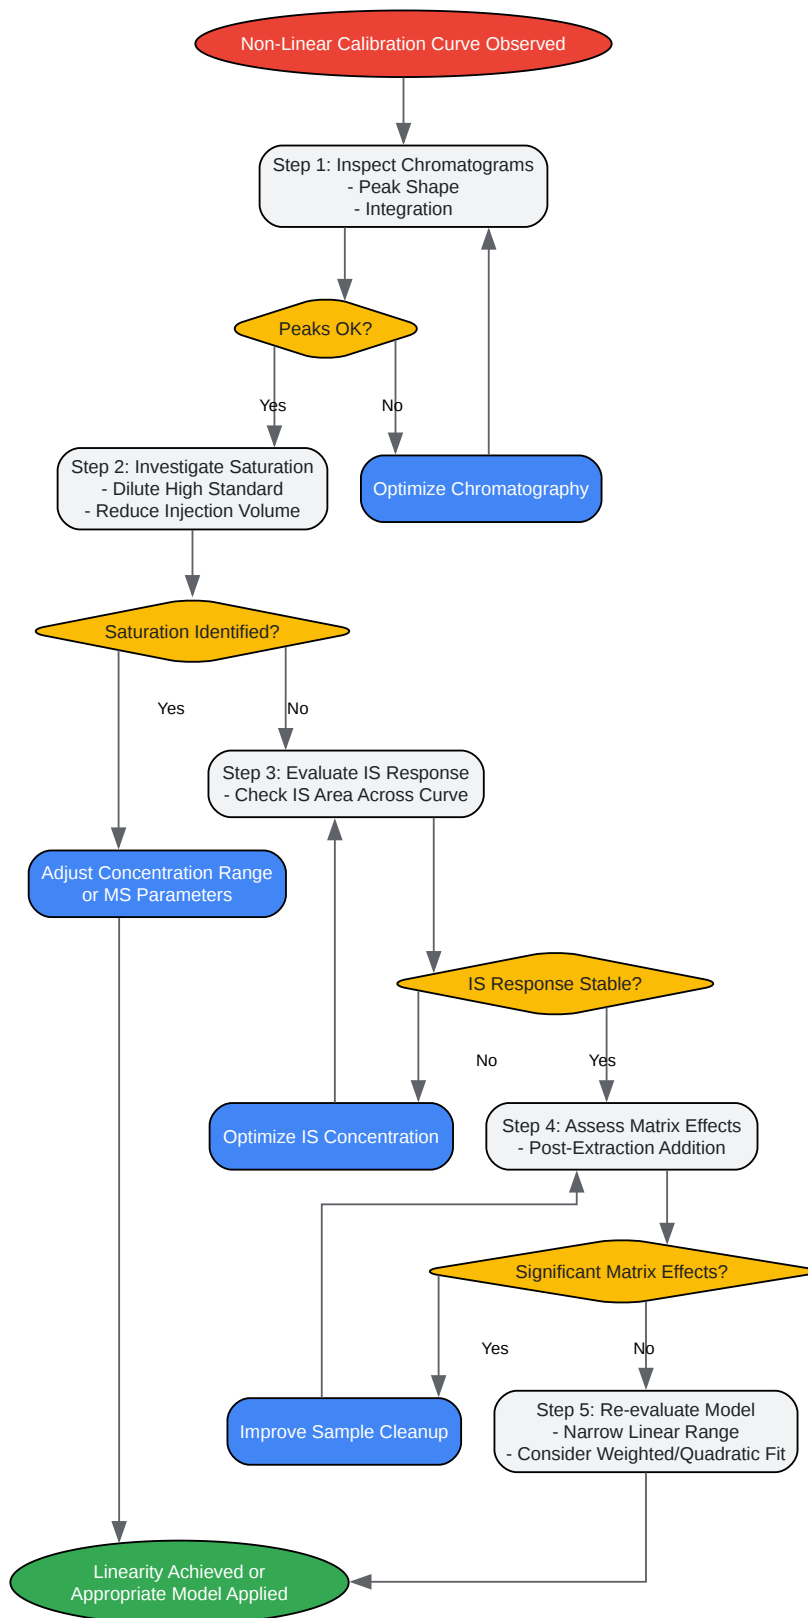 Non-Linear Calibration Curve Observed
Step 1: Inspect Chromatograms
- Peak Shape
- Integration
Peaks OK?
Yes
No
Step 2: Investigate Saturation
- Dilute High Standard
- Reduce Injection Volume
Optimize Chromatography
Saturation Identified?
Yes
No
Step 3: Evaluate IS Response
- Check IS Area Across Curve
Adjust Concentration Range
or MS Parameters
IS Response Stable?
No
Yes
Optimize IS Concentration
Step 4: Assess Matrix Effects
- Post-Extraction Addition
Significant Matrix Effects?
Yes
No
Improve Sample Cleanup
Step 5: Re-evaluate Model
- Narrow Linear Range
- Consider Weighted/Quadratic Fit
Linearity Achieved or
Appropriate Model Applied